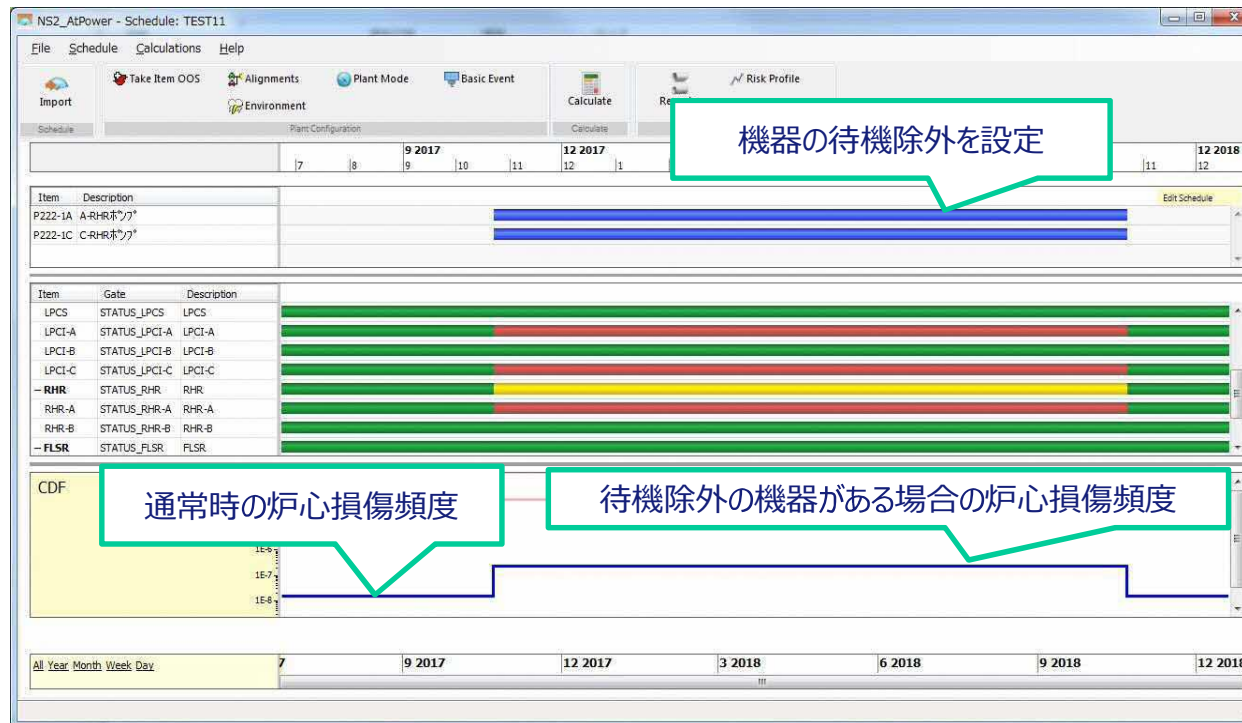 NS2_AtPower - Schedule: TEST11
File Schedule Calculations Help
Take Item OOS Alignments Plant Mode Basic Event Risk Profile
Import Environment Calculate
Schedule Plant Configuration Calculate
機器の待機除外を設定
9 2017 12 2017 12 2018
7 8 9 10 11 12 1 11 12
Item Description Edit Schedule
P222-1A A-RHRポンプ
P222-1C C-RHRポンプ
Item Gate Description
LPCS STATUS_LPCS LPCS
LPCI-A STATUS_LPCI-A LPCI-A
LPCI-B STATUS_LPCI-B LPCI-B
LPCI-C STATUS_LPCI-C LPCI-C
− RHR STATUS_RHR RHR
RHR-A STATUS_RHR-A RHR-A
RHR-B STATUS_RHR-B RHR-B
− FLSR STATUS_FLSR FLSR
CDF
通常時の炉心損傷頻度
待機除外の機器がある場合の炉心損傷頻度
1E-6
1E-7
1E-8
All Year Month Week Day 7 9 2017 12 2017 3 2018 6 2018 9 2018 12 2018